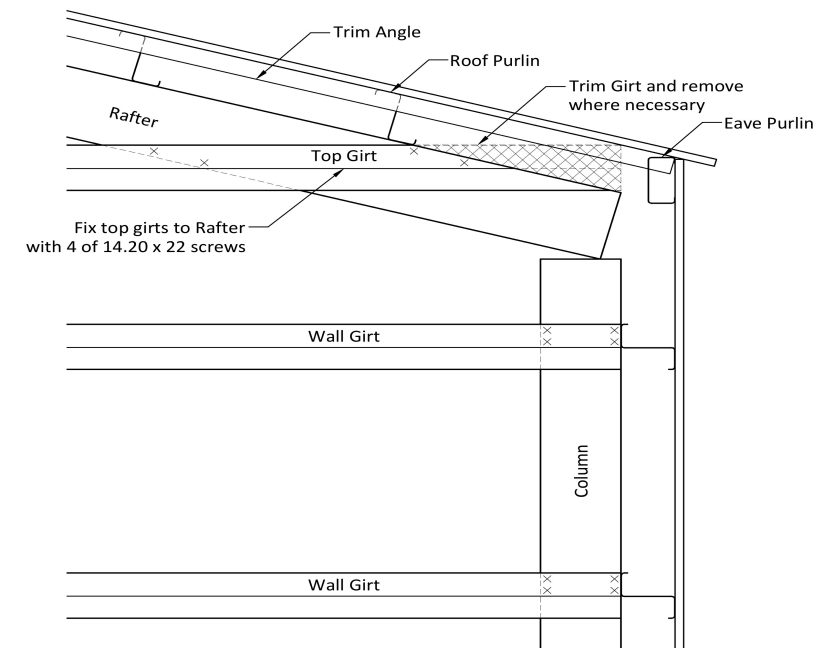 Trim Angle
Roof Purlin
Trim Girt and remove
where necessary
Eave Purlin
Rafter
Top Girt
Fix top girts to Rafter
with 4 of 14.20 x 22 screws
Wall Girt
Column
Wall Girt